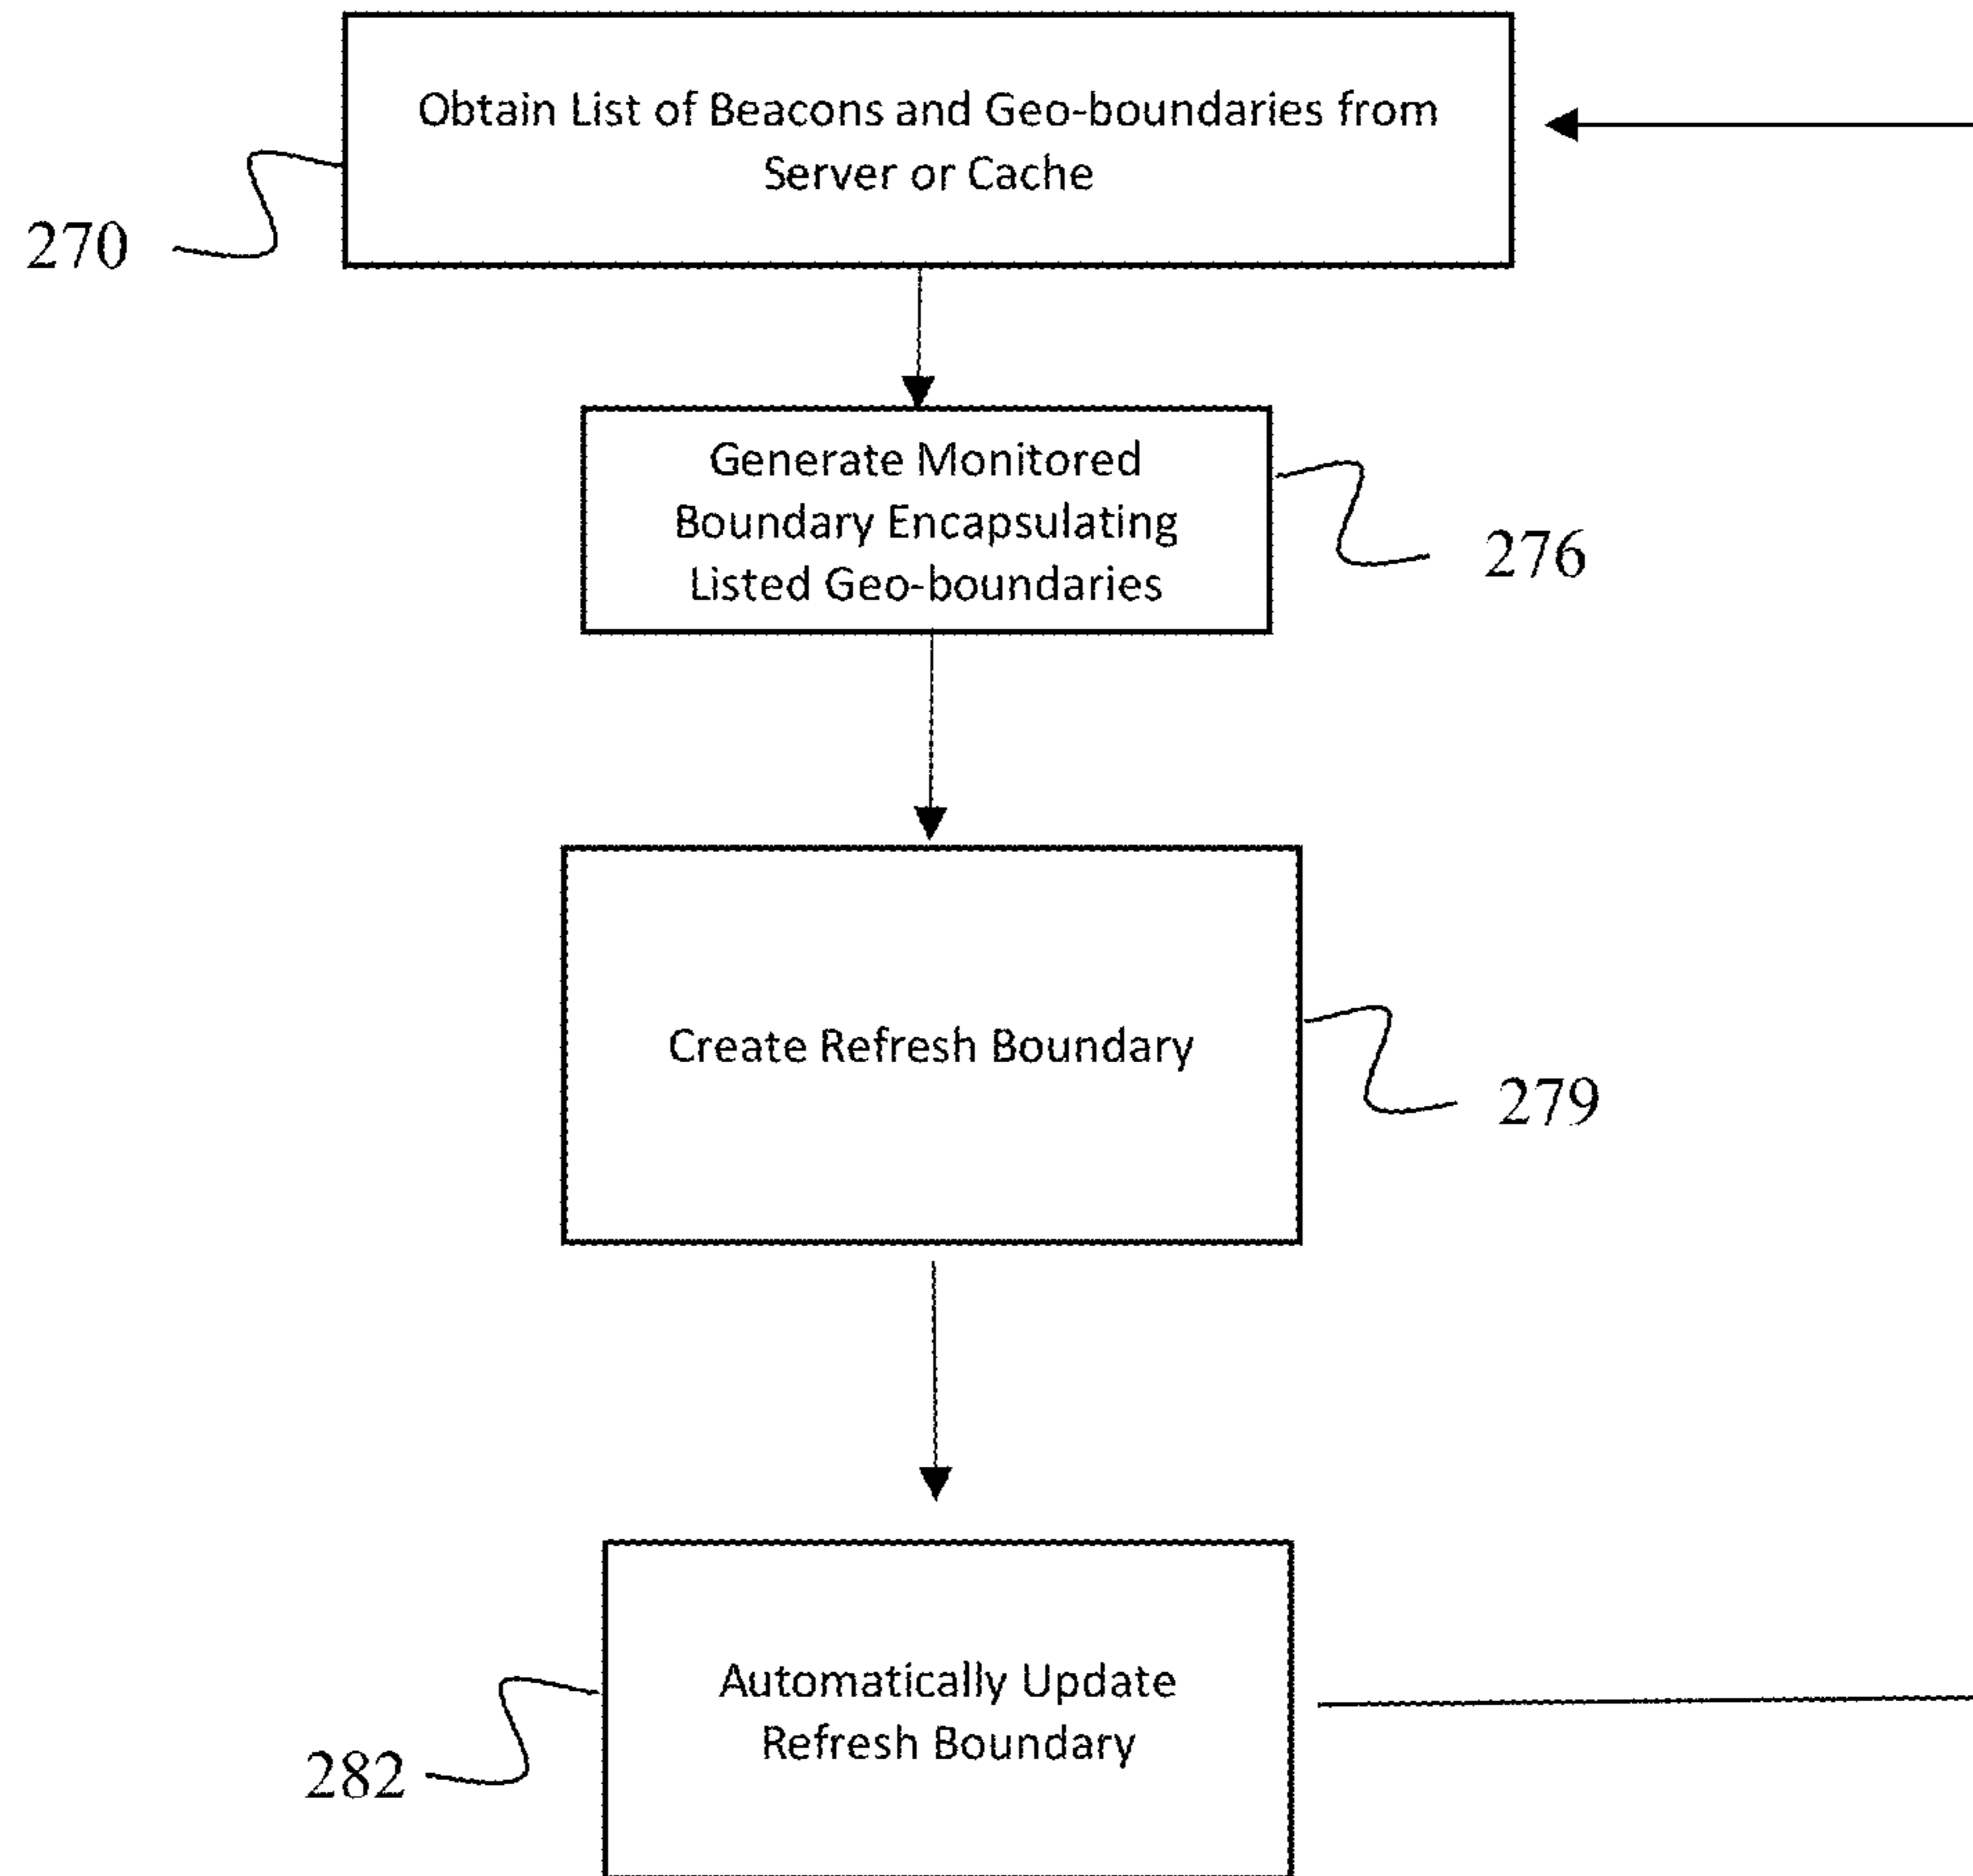 Obtain List of Beacons and Geo-boundaries from
Server or Cache
270
Generate Monitored
Boundary Encapsulating
Listed Geo-boundaries
276
Create Refresh Boundary
279
Automatically Update
Refresh Boundary
282